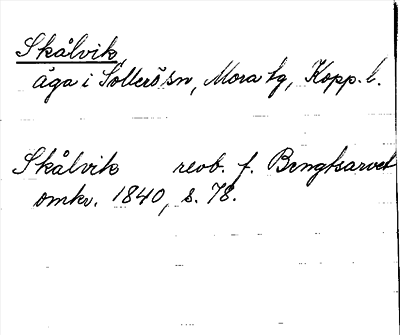 Skålvik
äga i Sollerö sn, Mora tg, Kopp. l.
Skålvik reob. f. Bengtsarvet
omkr. 1840, s. 78.